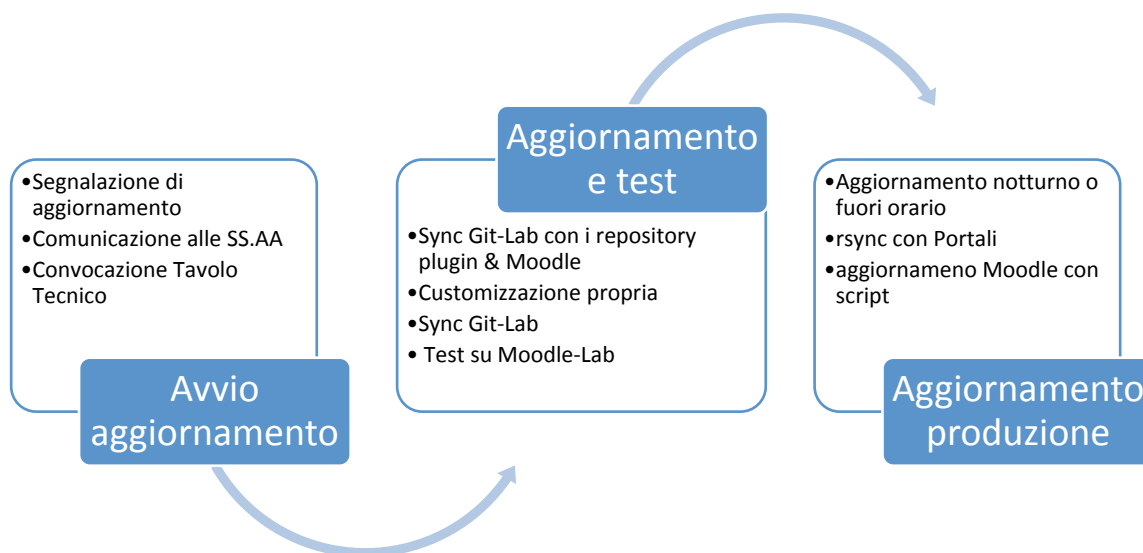 •Segnalazione di
aggiornamento
•Comunicazione alle SS.AA
•Convocazione Tavolo
Tecnico
Avvio
aggiornamento
Aggiornamento
e test
•Sync Git-Lab con i repository
plugin & Moodle
•Customizzazione propria
•Sync Git-Lab
• Test su Moodle-Lab
•Aggiornamento notturno o
fuori orario
•rsync con Portali
•aggiornameno Moodle con
script
Aggiornamento
produzione